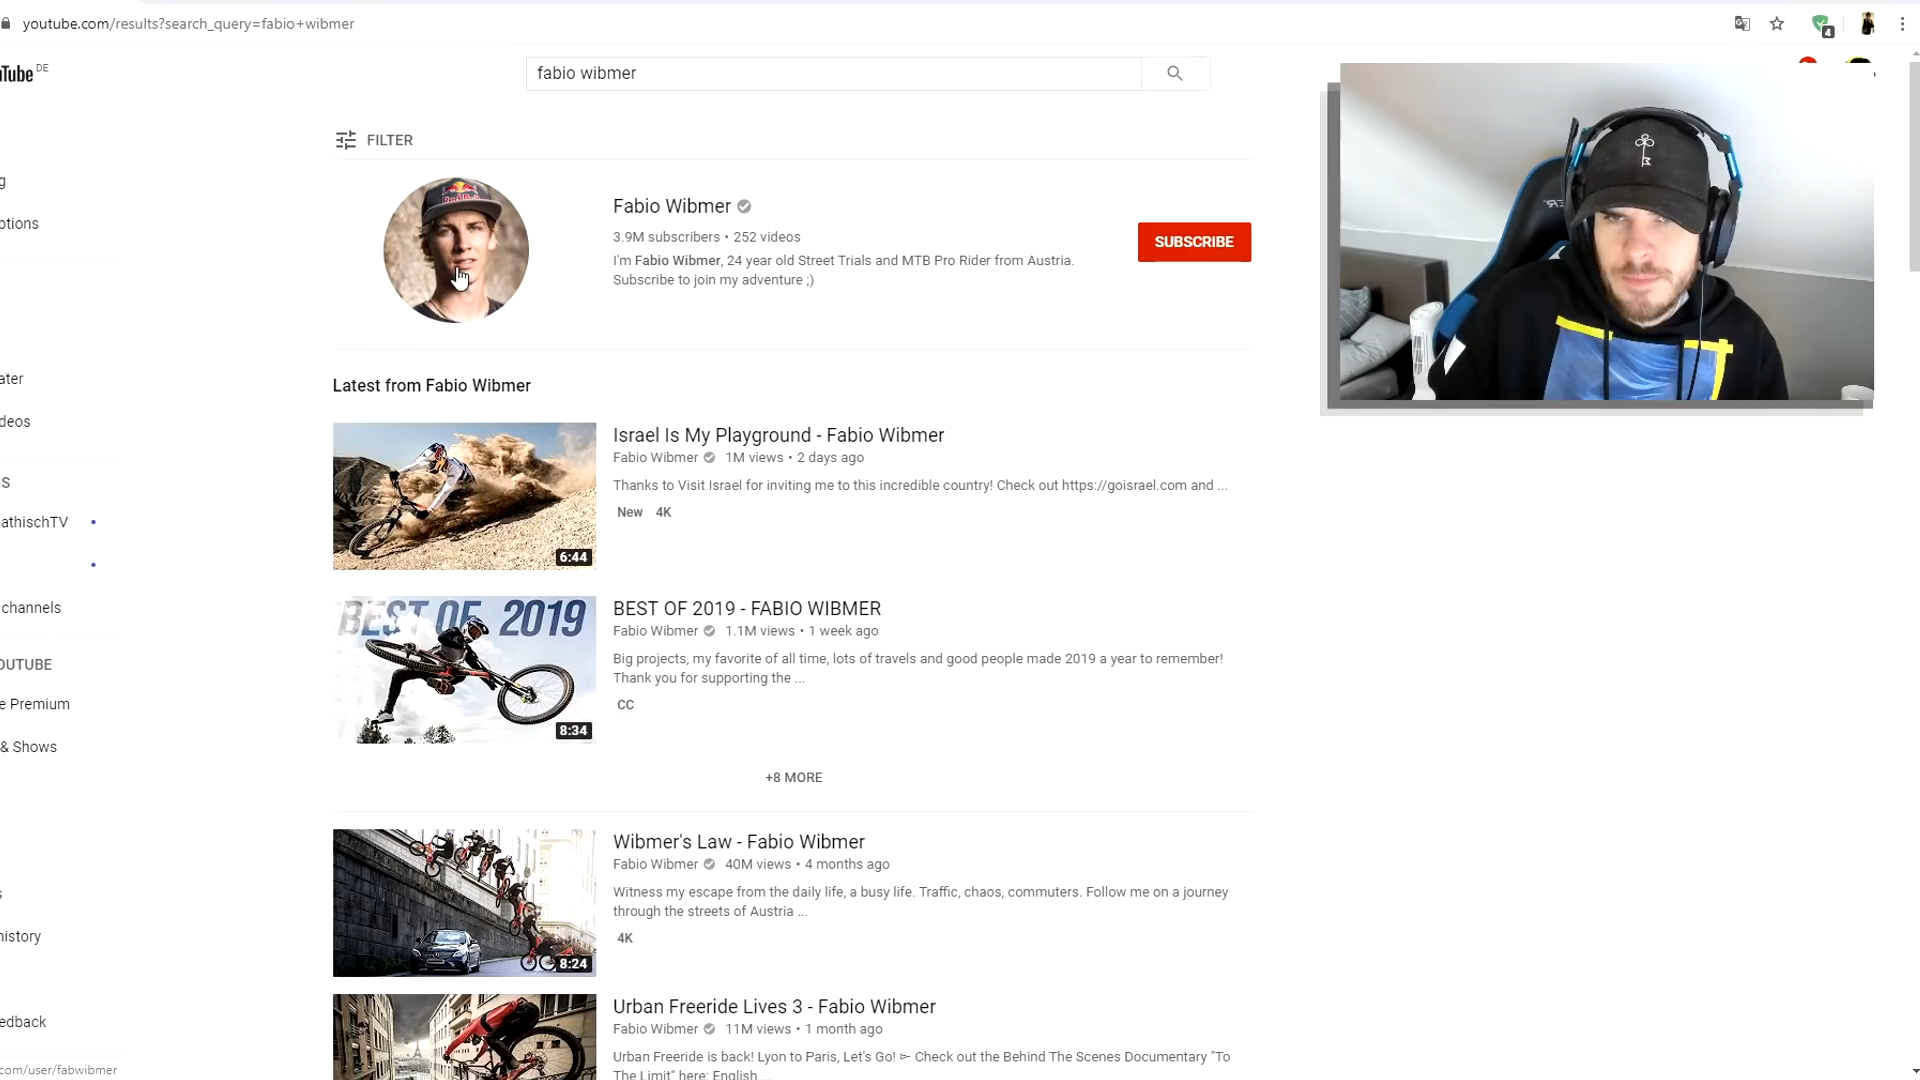 youtube.com/results?search_query=fabio+wibmer
4
uTube DE
fabio wibmer
FILTER
g
ptions
ater
deos
S
oathischTV
channels
OUTUBE
e Premium
& Shows
s
history
edback
com/user/fabwibmer
Fabio Wibmer
3.9M subscribers • 252 videos
I'm Fabio Wibmer, 24 year old Street Trials and MTB Pro Rider from Austria.
Subscribe to join my adventure ;)
SUBSCRIBE
Latest from Fabio Wibmer
6:44
Israel Is My Playground - Fabio Wibmer
Fabio Wibmer 1M views • 2 days ago
Thanks to Visit Israel for inviting me to this incredible country! Check out https://goisrael.com and ...
New 4K
BEST OF 2019
8:34
BEST OF 2019 - FABIO WIBMER
Fabio Wibmer 1.1M views • 1 week ago
Big projects, my favorite of all time, lots of travels and good people made 2019 a year to remember!
Thank you for supporting the ...
CC
+8 MORE
8:24
Wibmer's Law - Fabio Wibmer
Fabio Wibmer 40M views • 4 months ago
Witness my escape from the daily life, a busy life. Traffic, chaos, commuters. Follow me on a journey
through the streets of Austria ...
4K
Urban Freeride Lives 3 - Fabio Wibmer
Fabio Wibmer 11M views • 1 month ago
Urban Freeride is back! Lyon to Paris, Let's Go! ► Check out the Behind The Scenes Documentary "To
The Limit" here: English ...